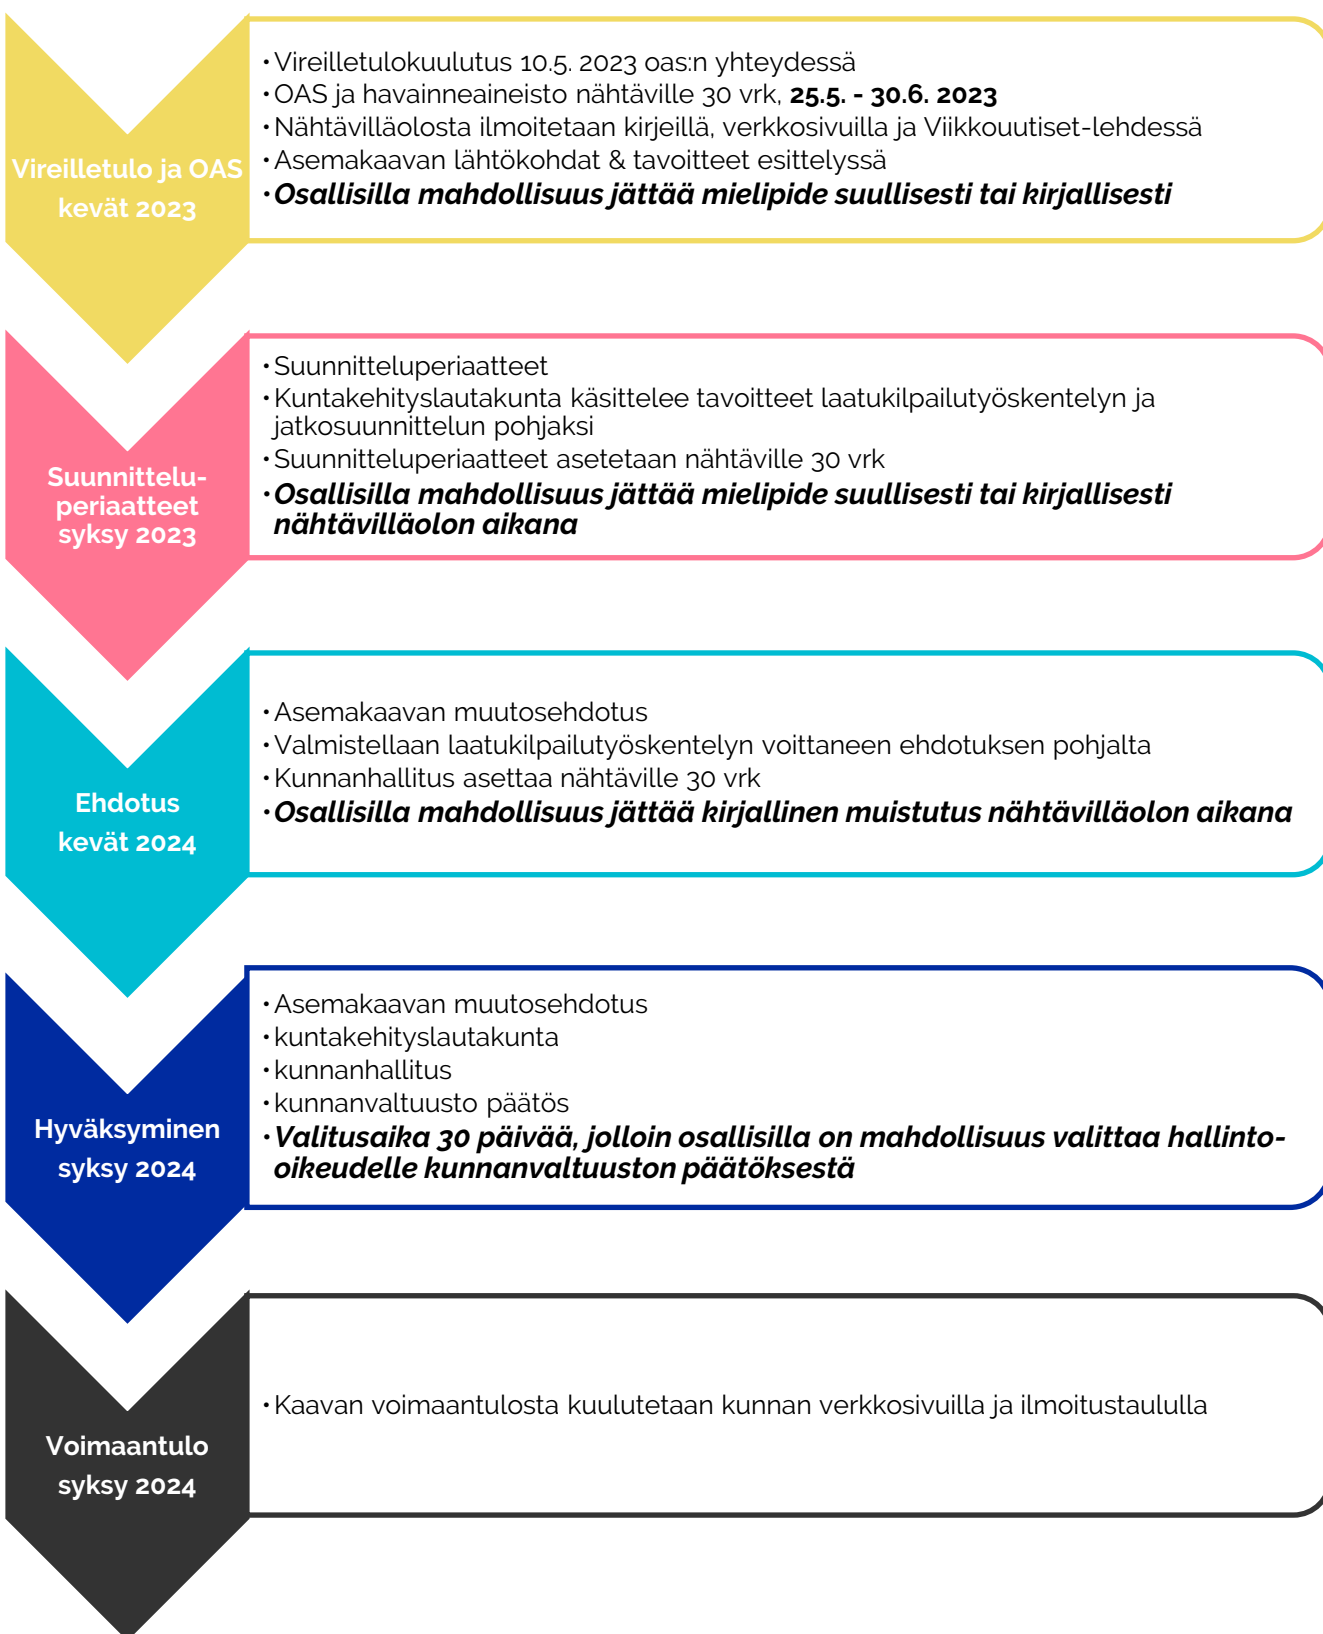 Vireilletulo ja OAS
kevät 2023
•Vireilletulokuulutus 10.5. 2023 oas:n yhteydessä
•OAS ja havainneaineisto nähtäville 30 vrk, 25.5. - 30.6. 2023
•Nähtävilläolosta ilmoitetaan kirjeillä, verkkosivuilla ja Viikkouutiset-lehdessä
•Asemakaavan lähtökohdat & tavoitteet esittelyssä
•Osallisilla mahdollisuus jättää mielipide suullisesti tai kirjallisesti
Suunnittelu-
periaatteet
syksy 2023
•Suunnitteluperiaatteet
•Kuntakehityslautakunta käsittelee tavoitteet laatukilpailutyöskentelyn ja
jatkosuunnittelun pohjaksi
•Suunnitteluperiaatteet asetetaan nähtäville 30 vrk
•Osallisilla mahdollisuus jättää mielipide suullisesti tai kirjallisesti
nähtävilläolon aikana
Ehdotus
kevät 2024
•Asemakaavan muutosehdotus
•Valmistellaan laatukilpailutyöskentelyn voittaneen ehdotuksen pohjalta
•Kunnanhallitus asettaa nähtäville 30 vrk
•Osallisilla mahdollisuus jättää kirjallinen muistutus nähtävilläolon aikana
Hyväksyminen
syksy 2024
•Asemakaavan muutosehdotus
•kuntakehityslautakunta
•kunnanhallitus
•kunnanvaltuusto päätös
•Valitusaika 30 päivää, jolloin osallisilla on mahdollisuus valittaa hallinto-
oikeudelle kunnanvaltuuston päätöksestä
Voimaantulo
syksy 2024
•Kaavan voimaantulosta kuulutetaan kunnan verkkosivuilla ja ilmoitustaululla